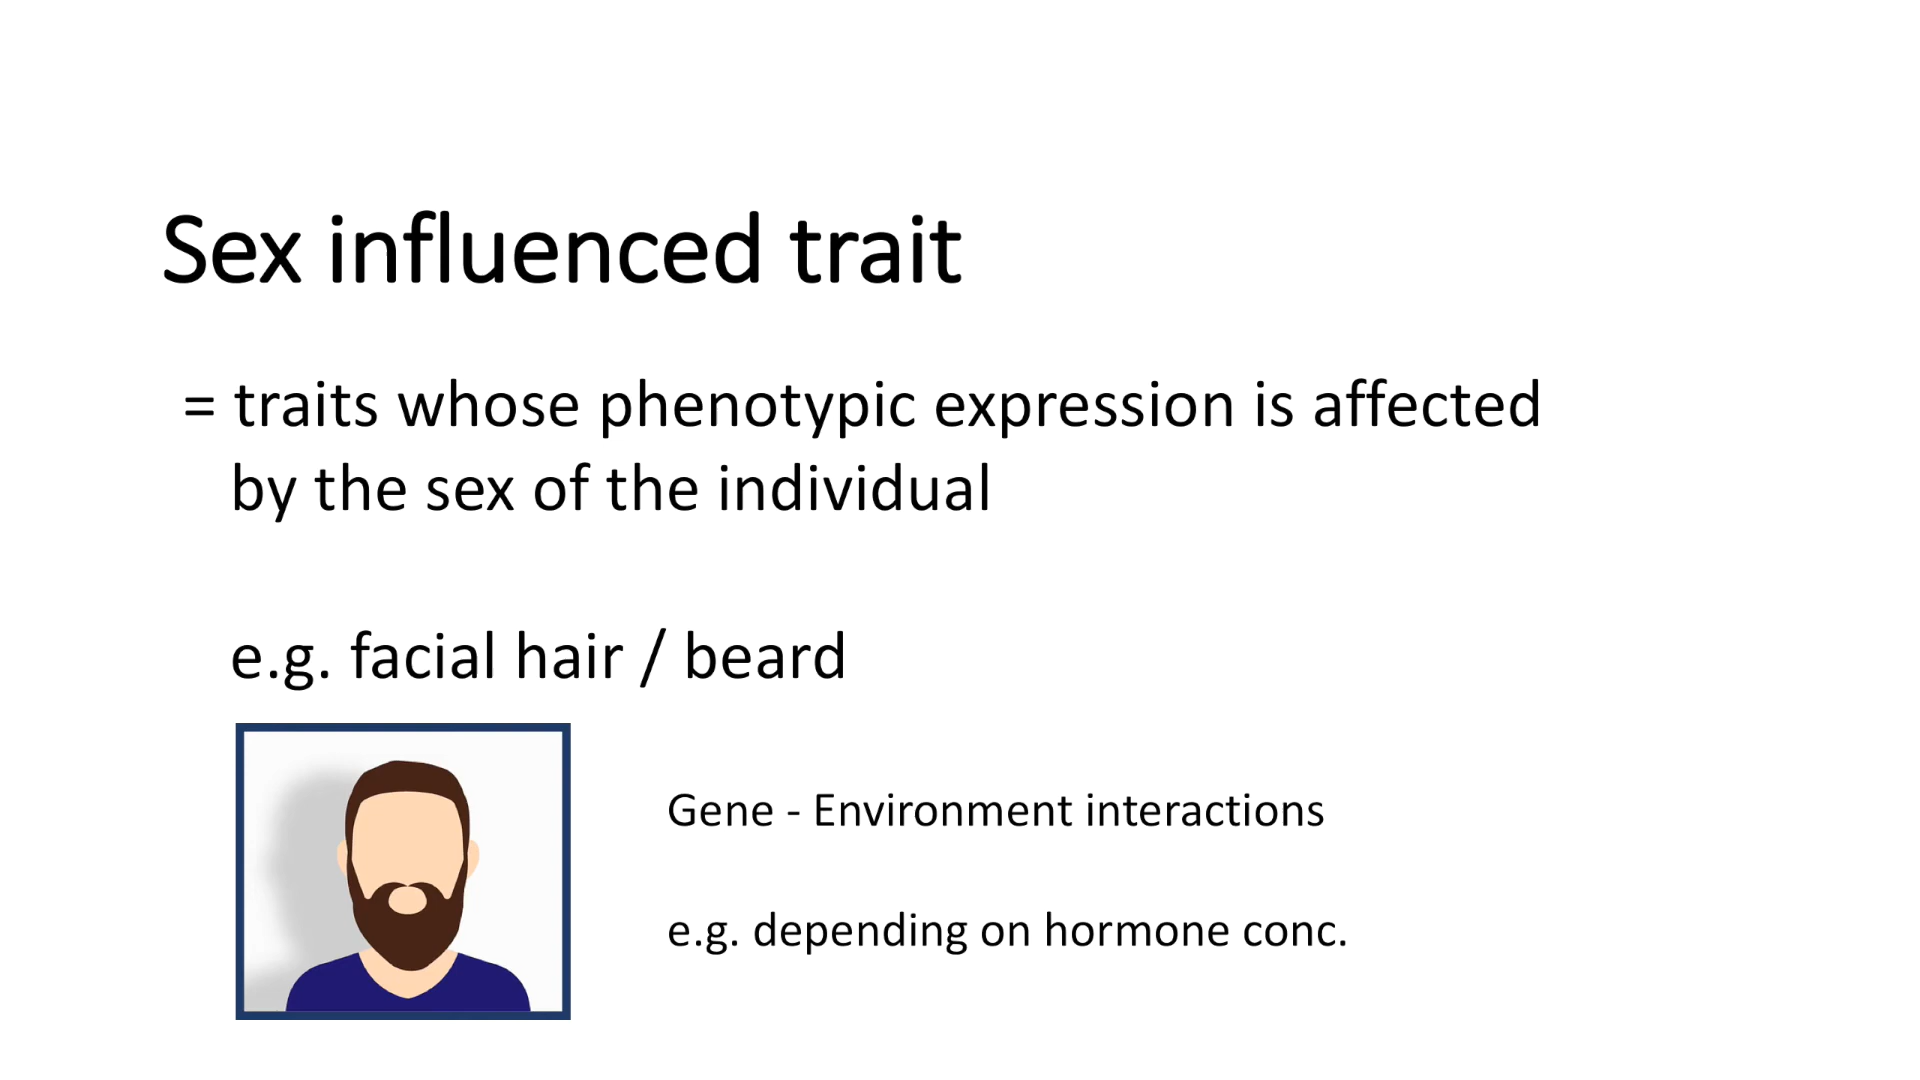 Sex influenced trait
= traits whose phenotypic expression is affected
by the sex of the individual
e.g. facial hair / beard
Gene - Environment interactions
e.g. depending on hormone conc.